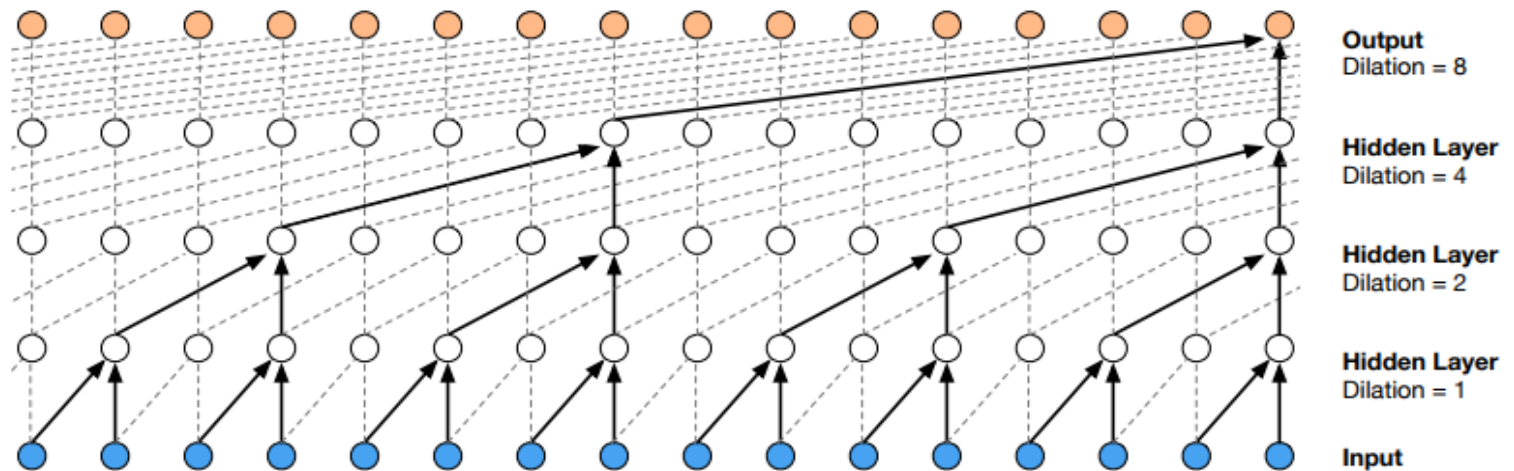 Output
Dilation = 8
Hidden Layer
Dilation = 4
Hidden Layer
Dilation = 2
Hidden Layer
Dilation = 1
Input